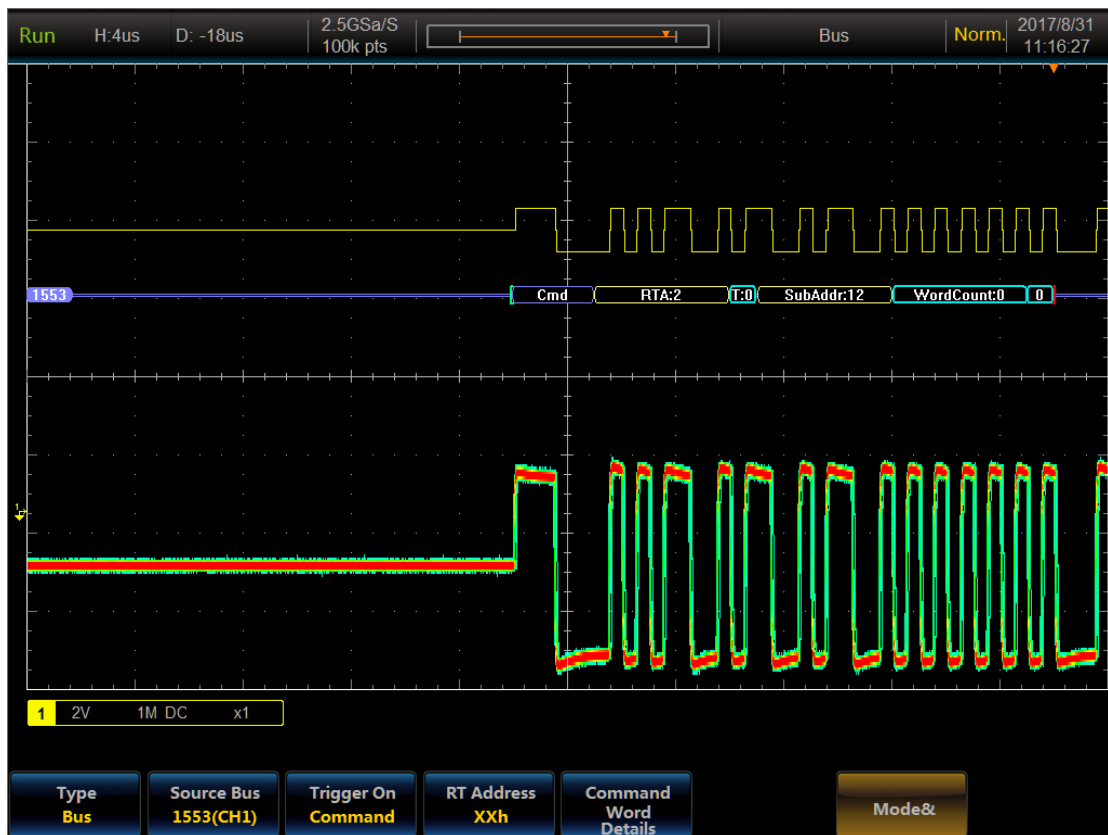 Run H:4us D: -18us 2.5GSa/S Bus Norm. 2017/8/31
100k pts 11:16:27
1553 Cmd RTA:2 T:0 SubAddr:12 WordCount:0 0
1
1 2V 1M DC x1
Type Source Bus Trigger On RT Address Command
Bus 1553(CH1) Command XXh Word
Details
Mode&